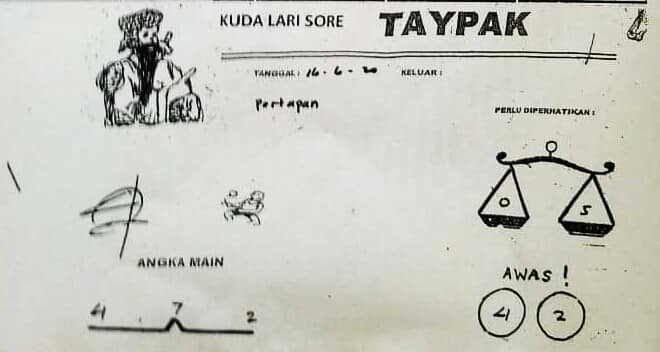 KUDA LARI SORE TAYPAK
TANGGAL : 16-6-20 KELUAR :
Pertapan
PERLU DIPERHATIKAN :
0 5
ANGKA MAIN
4 . 7 2
AWAS !
4 2